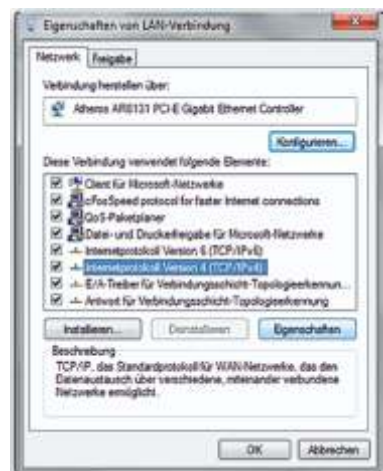 Eigenschaften von LAN-Verbindung
Netzwerk Freigabe
Verbindung herstellen über:
Atheros AR8131 PCI-E Gigabit Ethernet Controller
Konfigurieren...
Diese Verbindung verwendet folgende Elemente:
Client für Microsoft-Netzwerke
cFosSpeed protocol for faster Internet connections
QoS-Paketplaner
Datei- und Druckerfreigabe für Microsoft-Netzwerke
Internetprotokoll Version 6 (TCP/IPv6)
Internetprotokoll Version 4 (TCP/IPv4)
E/A-Treiber für Verbindungsschicht-Topologieerkennun...
Antwort für Verbindungsschicht-Topologieerkennung
Installieren... Deinstallieren Eigenschaften
Beschreibung
TCP/IP, das Standardprotokoll für WAN-Netzwerke, das den
Datenaustausch über verschiedene, miteinander verbundene
Netzwerke ermöglicht.
OK Abbrechen